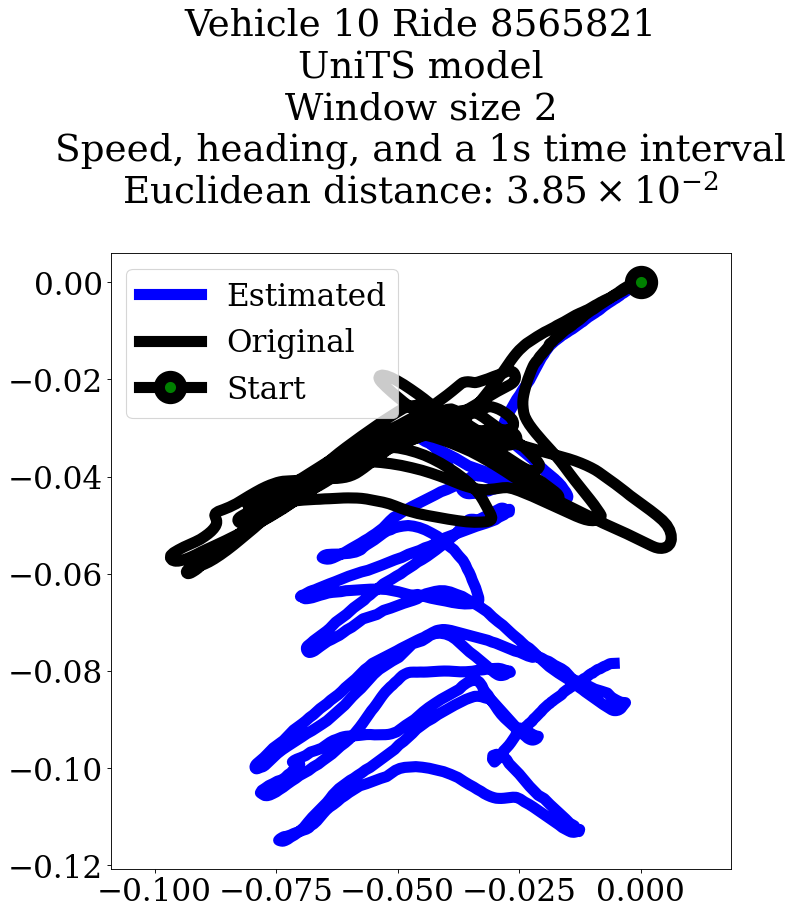 Vehicle 10 Ride 8565821
UniTS model
Window size 2
Speed, heading, and a 1s time interval
Euclidean distance: 3.85 × 10⁻²
Estimated
Original
Start
0.00
−0.02
−0.04
−0.06
−0.08
−0.10
−0.12
−0.100 −0.075 −0.050 −0.025 0.000